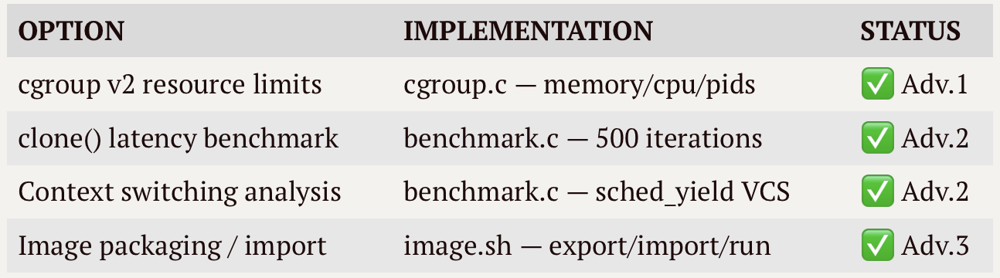 OPTION IMPLEMENTATION STATUS
cgroup v2 resource limits cgroup.c — memory/cpu/pids ✅ Adv.1
clone() latency benchmark benchmark.c — 500 iterations ✅ Adv.2
Context switching analysis benchmark.c — sched_yield VCS ✅ Adv.2
Image packaging / import image.sh — export/import/run ✅ Adv.3